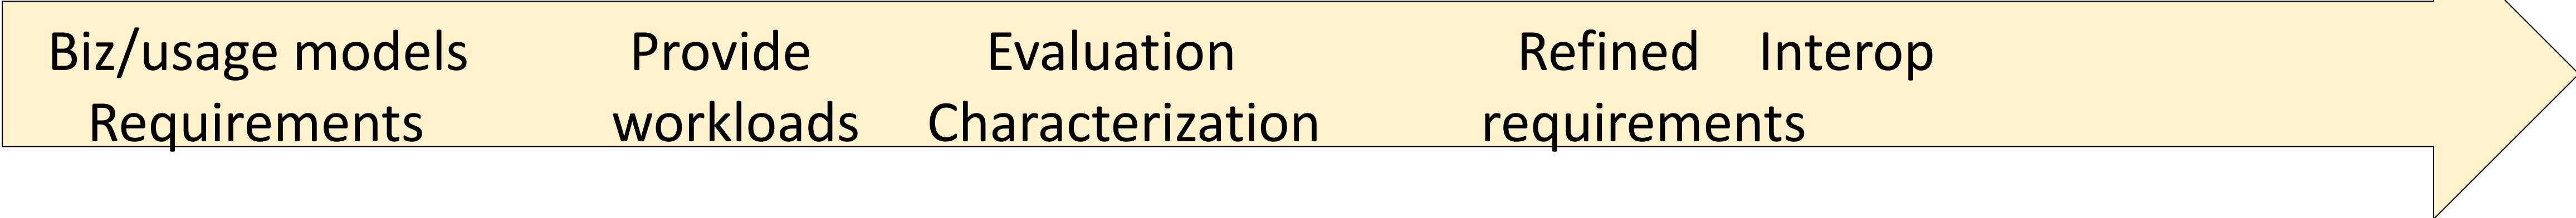 Biz/usage models Provide Evaluation Refined Interop
Requirements workloads Characterization requirements